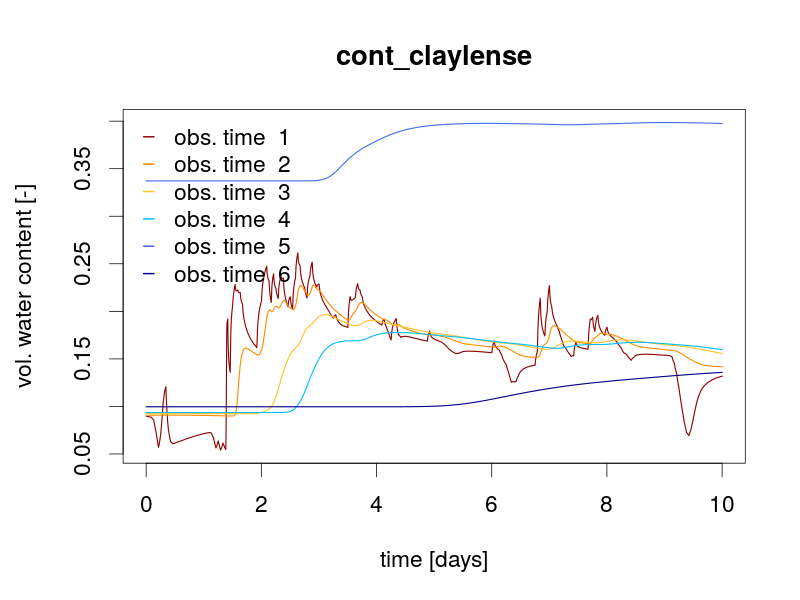 cont_claylense
obs. time 1
obs. time 2
obs. time 3
obs. time 4
obs. time 5
obs. time 6
vol. water content [-]
0.35
0.25
0.15
0.05
0 2 4 6 8 10
time [days]